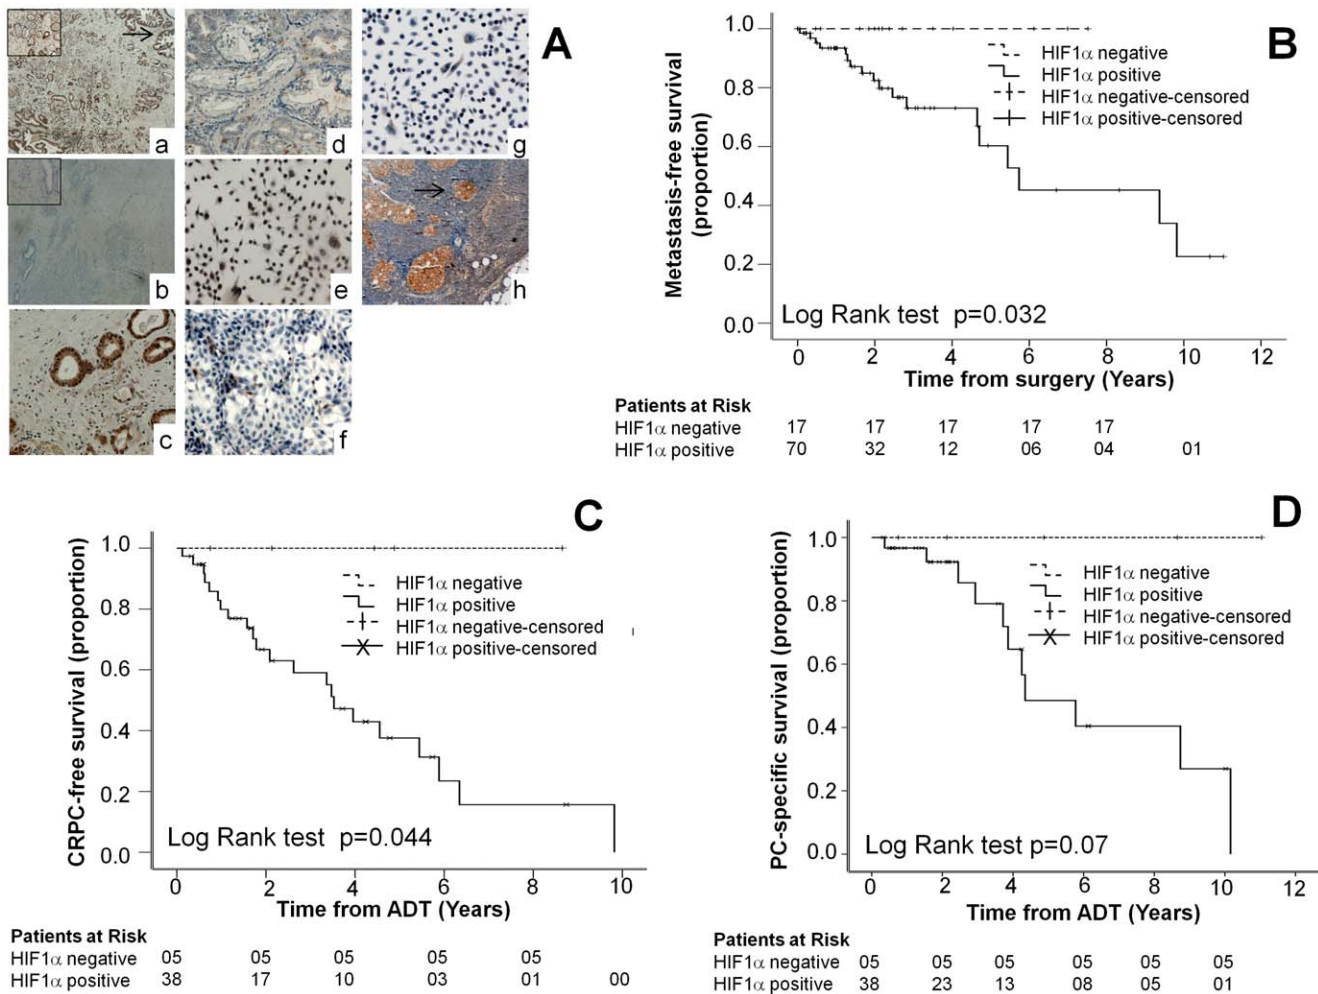 A
a
d
g
b
e
h
c
f
B
Metastasis-free survival
(proportion)
1.0
0.8
0.6
0.4
0.2
0.0
HIF1α negative
HIF1α positive
HIF1α negative-censored
HIF1α positive-censored
Log Rank test p=0.032
0 2 4 6 8 10 12
Time from surgery (Years)
Patients at Risk
HIF1α negative 17 17 17 17 17
HIF1α positive 70 32 12 06 04 01
C
CRPC-free survival (proportion)
1.0
0.8
0.6
0.4
0.2
0.0
HIF1α negative
HIF1α positive
HIF1α negative-censored
HIF1α positive-censored
Log Rank test p=0.044
0 2 4 6 8 10
Time from ADT (Years)
Patients at Risk
HIF1α negative 05 05 05 05 05
HIF1α positive 38 17 10 03 01 00
D
PC-specific survival (proportion)
1.0
0.8
0.6
0.4
0.2
0.0
HIF1α negative
HIF1α positive
HIF1α negative-censored
HIF1α positive-censored
Log Rank test p=0.07
0 2 4 6 8 10 12
Time from ADT (Years)
Patients at Risk
HIF1α negative 05 05 05 05 05 05
HIF1α positive 38 23 13 08 05 01